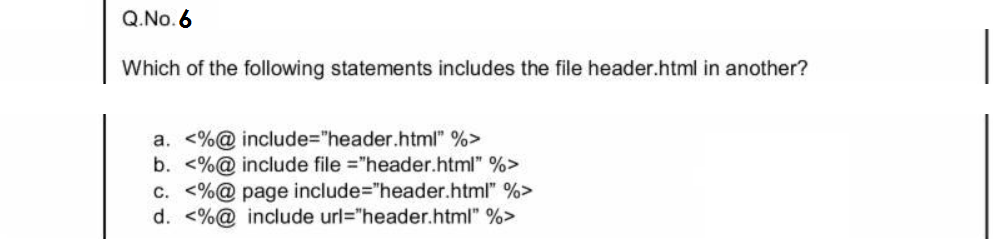 Q.No. 6
Which of the following statements includes the file header.html in another?
a. <%@ include=”header.html” %>
b. <%@ include file =”header.html” %>
c. <%@ page include=”header.html” %>
d. <%@ include url=”header.html” %>